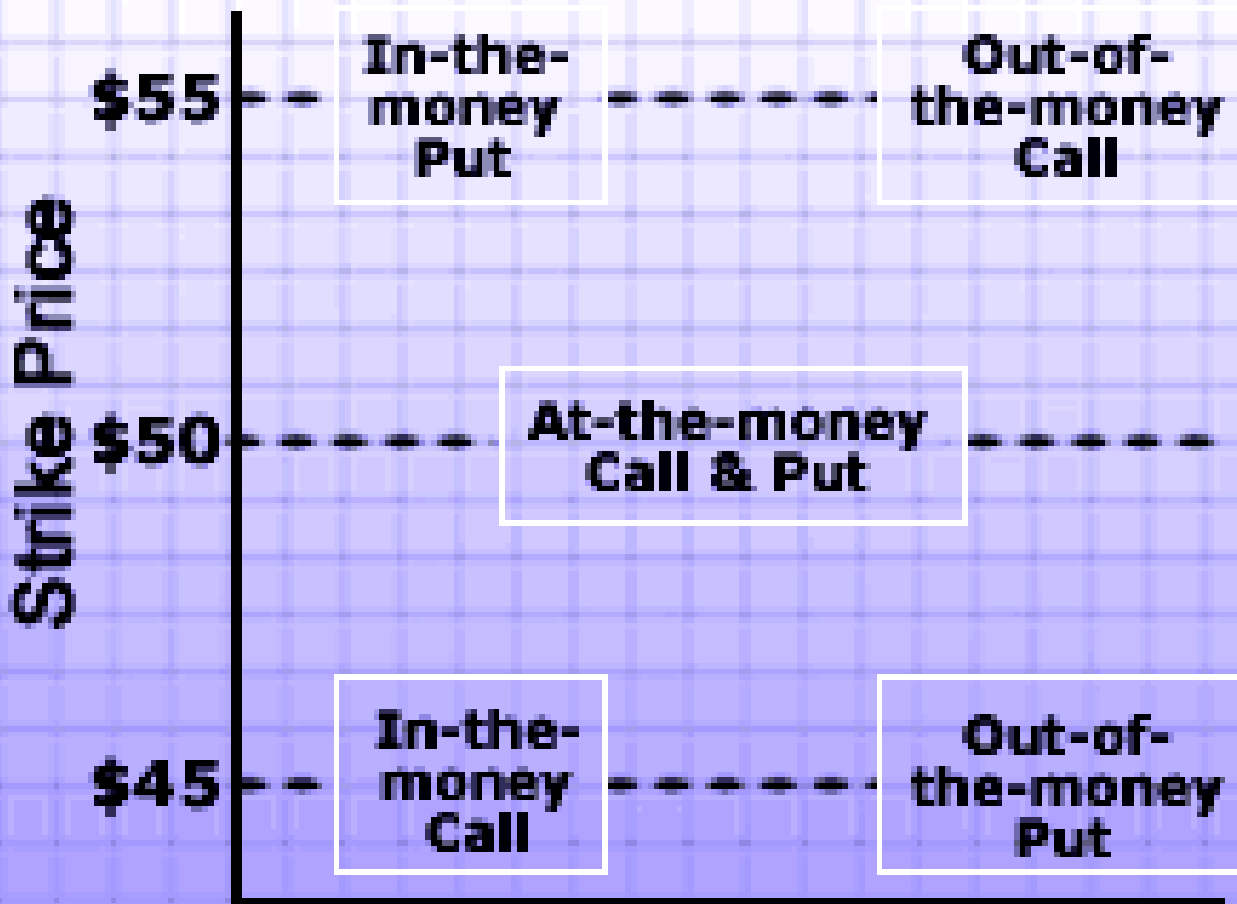 Strike Price
$55
In-the-
money
Put
Out-of-
the-money
Call
$50
At-the-money
Call & Put
$45
In-the-
money
Call
Out-of-
the-money
Put